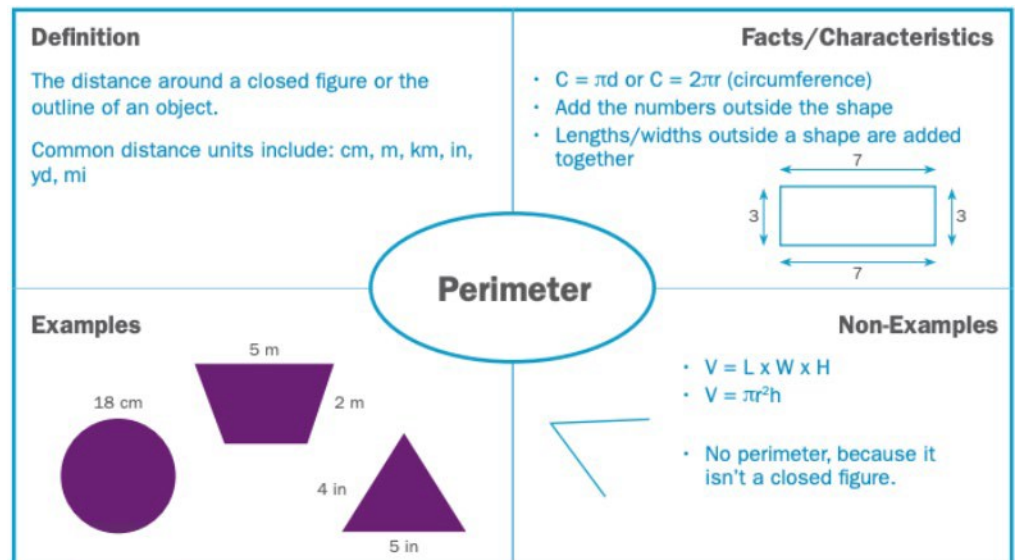 Definition
The distance around a closed figure or the
outline of an object.
Common distance units include: cm, m, km, in,
yd, mi
Facts/Characteristics
· C = πd or C = 2πr (circumference)
· Add the numbers outside the shape
· Lengths/widths outside a shape are added
together
7
3
3
7
Perimeter
Examples
5 m
18 cm
2 m
4 in
5 in
Non-Examples
· V = L x W x H
· V = πr²h
· No perimeter, because it
isn't a closed figure.